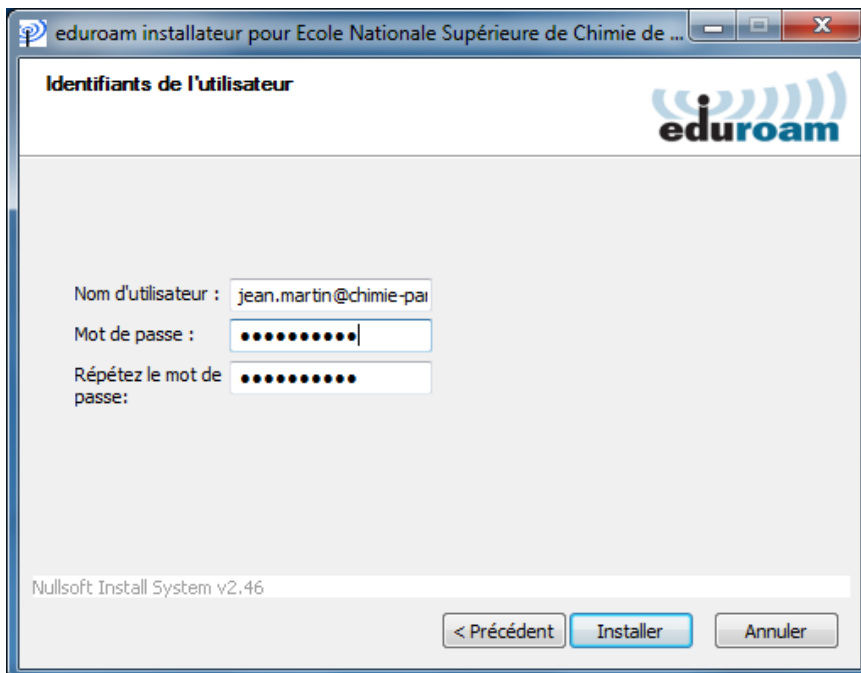 eduroam installateur pour Ecole Nationale Supérieure de Chimie de ...
Identifiants de l'utilisateur
eduroam
Nom d'utilisateur : jean.martin@chimie-pa
Mot de passe : ●●●●●●●●●●
Répétez le mot de ●●●●●●●●●●
passe:
Nullsoft Install System v2.46
< Précédent Installer Annuler